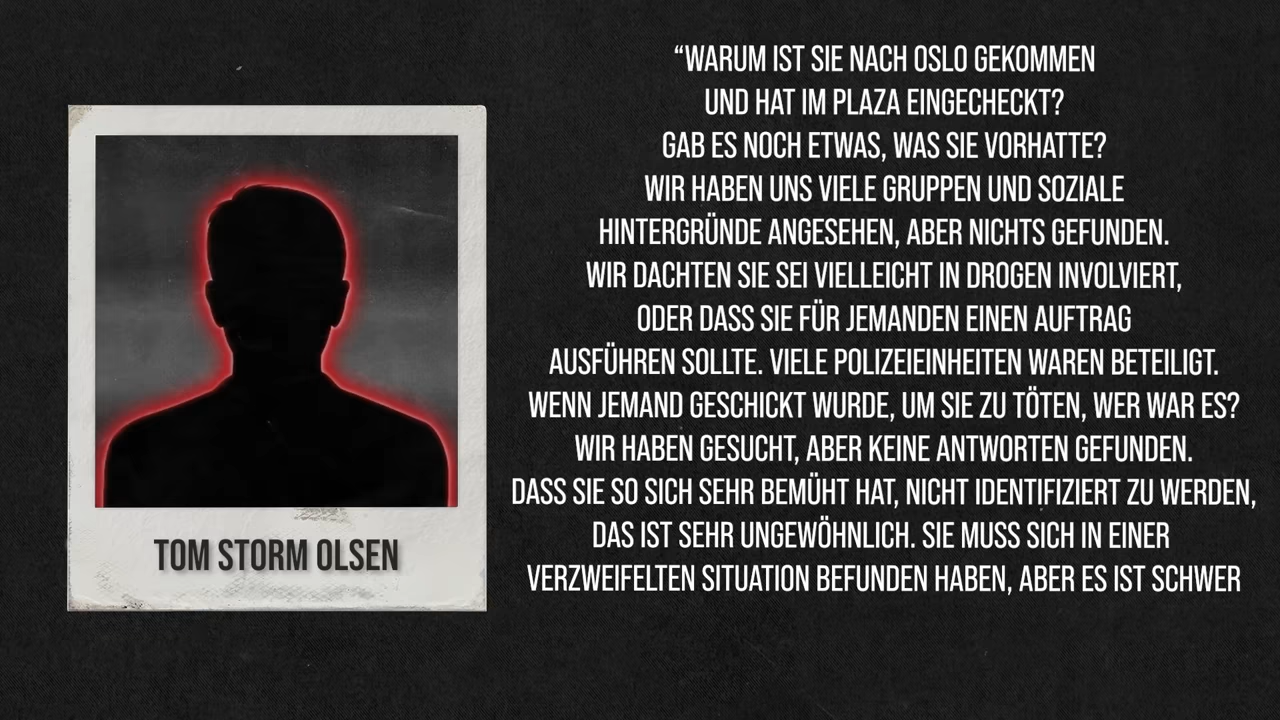 TOM STORM OLSEN
“WARUM IST SIE NACH OSLO GEKOMMEN
UND HAT IM PLAZA EINGECHECKT?
GAB ES NOCH ETWAS, WAS SIE VORHATTE?
WIR HABEN UNS VIELE GRUPPEN UND SOZIALE
HINTERGRÜNDE ANGESEHEN, ABER NICHTS GEFUNDEN.
WIR DACHTEN SIE SEI VIELLEICHT IN DROGEN INVOLVIERT,
ODER DASS SIE FÜR JEMANDEN EINEN AUFTRAG
AUSFÜHREN SOLLTE. VIELE POLIZEIEINHEITEN WAREN BETEILIGT.
WENN JEMAND GESCHICKT WURDE, UM SIE ZU TÖTEN, WER WAR ES?
WIR HABEN GESUCHT, ABER KEINE ANTWORTEN GEFUNDEN.
DASS SIE SO SICH SEHR BEMÜHT HAT, NICHT IDENTIFIZIERT ZU WERDEN,
DAS IST SEHR UNGEWÖHNLICH. SIE MUSS SICH IN EINER
VERZWEIFELTEN SITUATION BEFUNDEN HABEN, ABER ES IST SCHWER